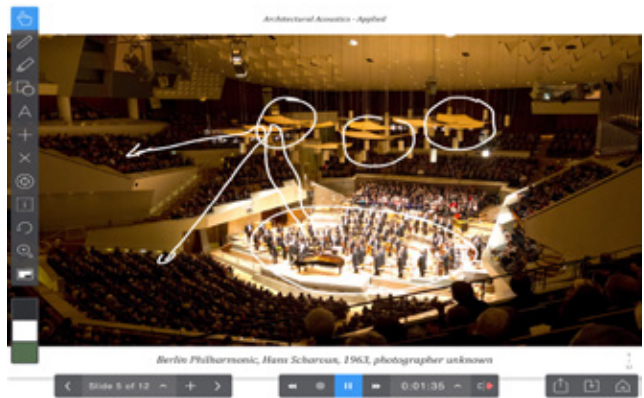 Architectural Acoustics - Applied
A
Berlin Philharmonic, Hans Scharoun, 1963, photographer unknown
Slide 5 of 12
0:01:35